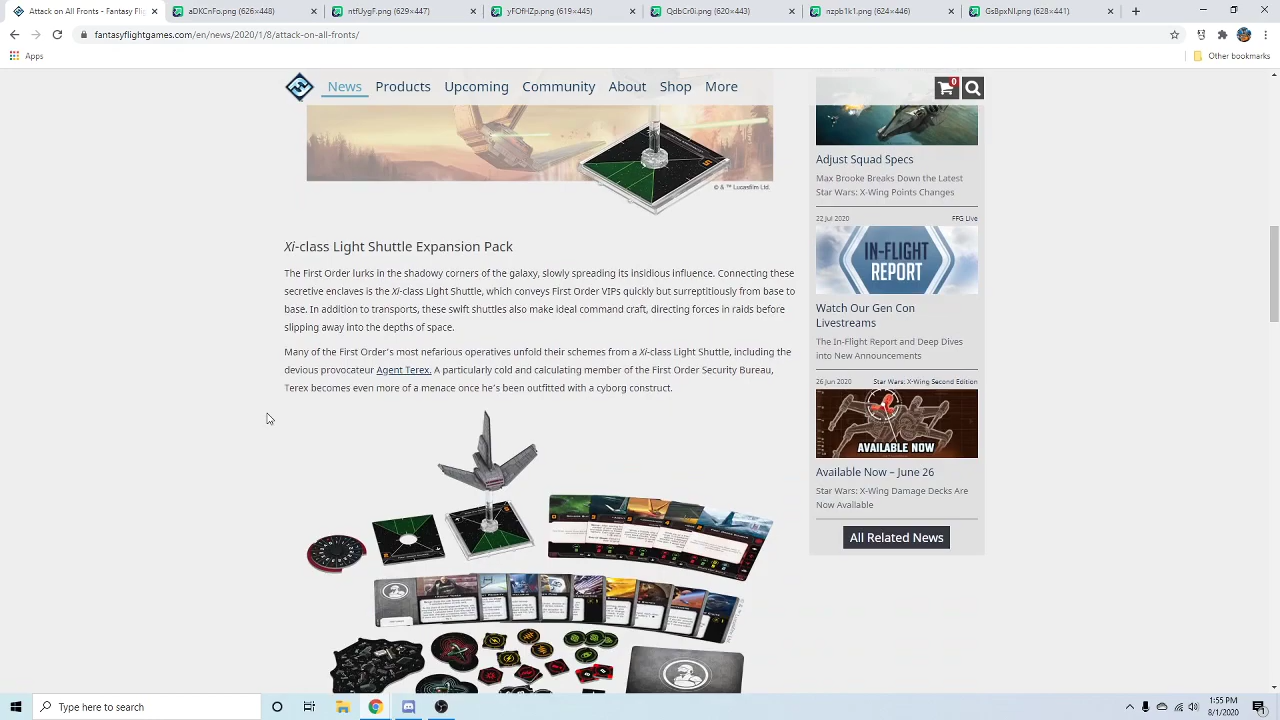 Attack on All Fronts - Fantasy Flig
aDKCnFo.png (626×448)
ntfUygF.png (629×447)
yFOfHZp.png (619×445)
QdbCr0i.png (620×443)
nzpb1k1.png (624×446)
GsBpxNI.png (628×441)
fantasyflightgames.com/en/news/2020/1/8/attack-on-all-fronts/
Apps
Other bookmarks
News Products Upcoming Community About Shop More
0
© & ™ Lucasfilm Ltd.
Xi-class Light Shuttle Expansion Pack
The First Order lurks in the shadowy corners of the galaxy, slowly spreading its insidious influence. Connecting these
secretive enclaves is the Xi-class Light Shuttle, which conveys First Order VIPs quickly but surreptitiously from base to
base. In addition to transports, these swift shuttles also make ideal command craft, directing forces in raids before
slipping away into the depths of space.
Many of the First Order's most nefarious operatives unfold their schemes from a Xi-class Light Shuttle, including the
devious provocateur Agent Terex. A particularly cold and calculating member of the First Order Security Bureau,
Terex becomes even more of a menace once he's been outfitted with a cyborg construct.
Adjust Squad Specs
Max Brooke Breaks Down the Latest
Star Wars: X-Wing Points Changes
22 Jul 2020 FFG Live
IN-FLIGHT
REPORT
Watch Our Gen Con
Livestreams
The In-Flight Report and Deep Dives
into New Announcements
26 Jun 2020 Star Wars: X-Wing Second Edition
AVAILABLE NOW
Available Now – June 26
Star Wars: X-Wing Damage Decks Are
Now Available
All Related News
Type here to search
1:55 PM
8/1/2020